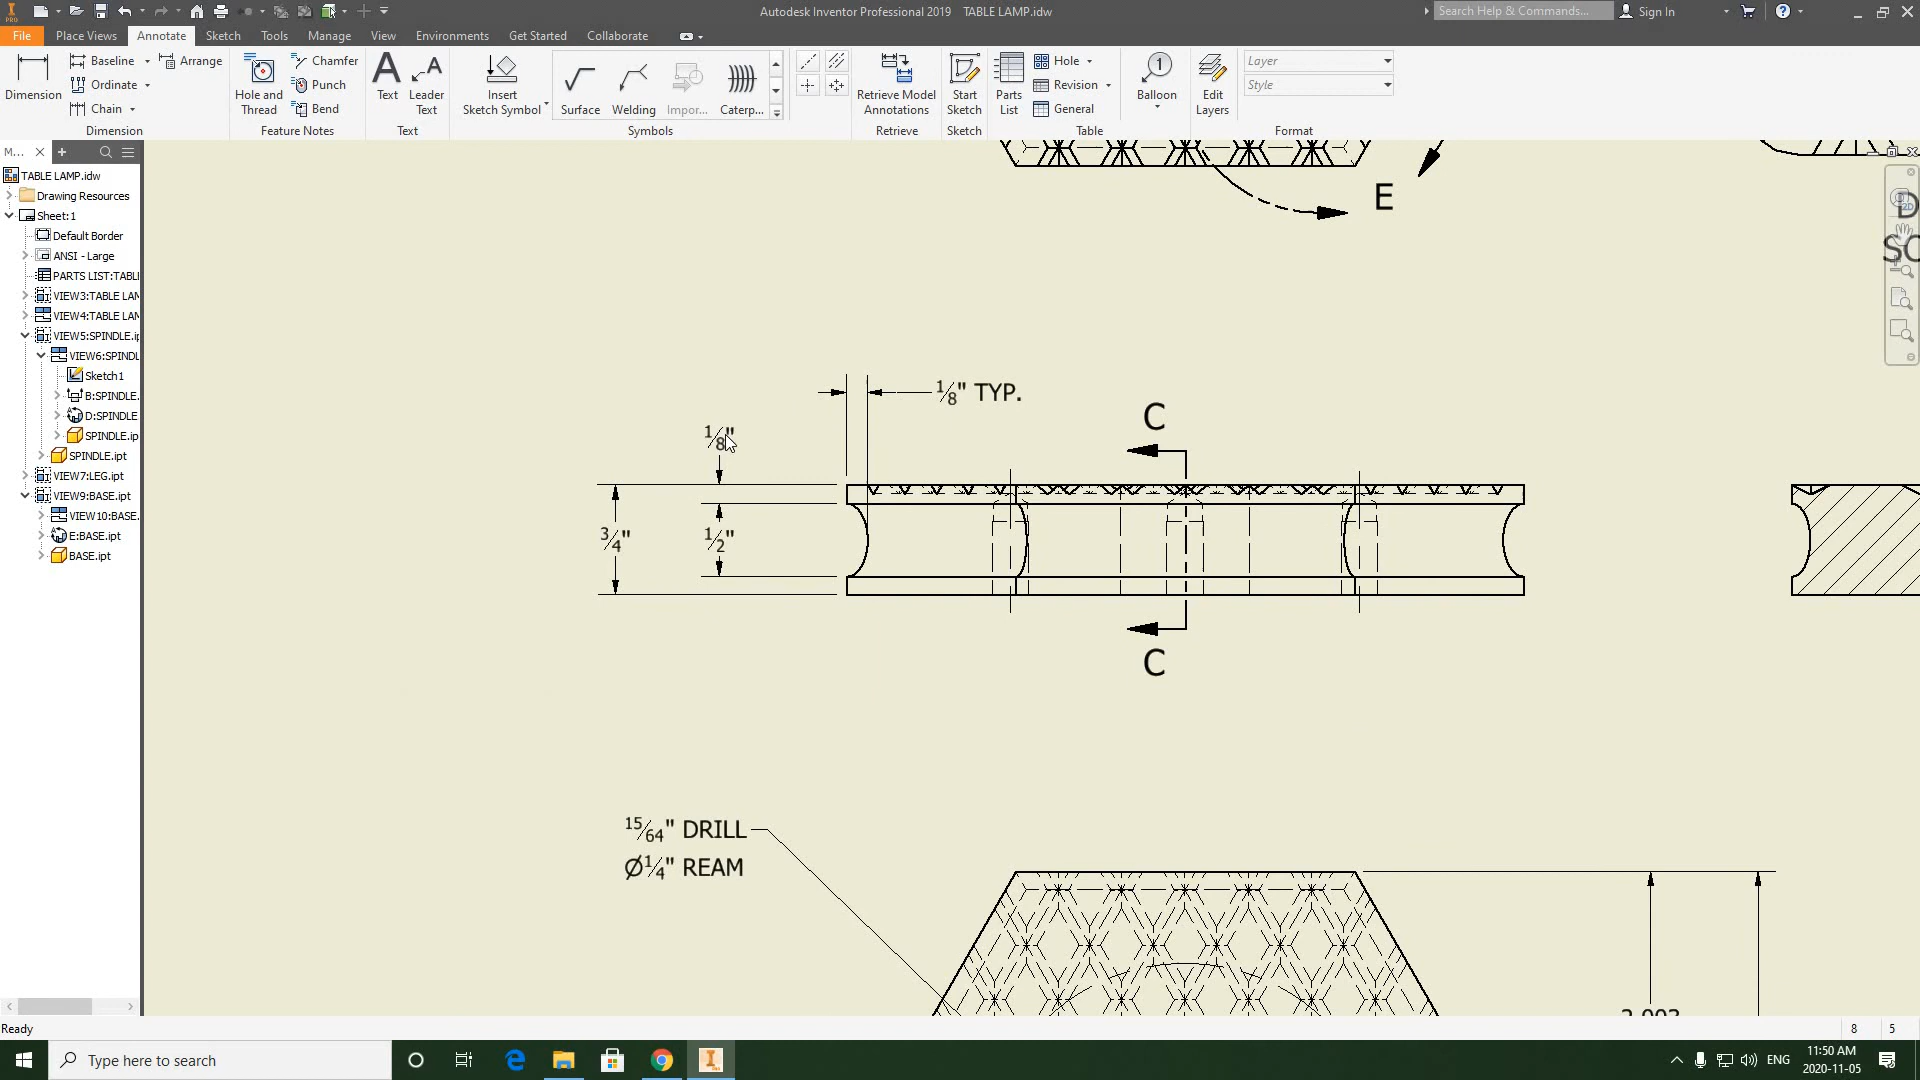 Autodesk Inventor Professional 2019 TABLE LAMP.idw
Search Help & Commands...
Sign In
PRO
File
Place Views
Annotate
Sketch
Tools
Manage
View
Environments
Get Started
Collaborate
Dimension
Baseline
Ordinate
Chain
Arrange
Dimension
Hole and Thread
Chamfer
Punch
Bend
Feature Notes
Text
Leader Text
Text
Insert Sketch Symbol
Surface
Welding
Impor...
Caterp...
Symbols
Retrieve Model Annotations
Retrieve
Start Sketch
Sketch
Parts List
Hole
Revision
General
Table
Balloon
Edit Layers
Layer
Style
Format
M...
TABLE LAMP.idw
Drawing Resources
Sheet:1
Default Border
ANSI - Large
PARTS LIST:TABL
VIEW3:TABLE LAM
VIEW4:TABLE LAM
VIEW5:SPINDLE.ip
VIEW6:SPINDL
Sketch1
B:SPINDLE.
D:SPINDLE
SPINDLE.ip
SPINDLE.ipt
VIEW7:LEG.ipt
VIEW9:BASE.ipt
VIEW10:BASE.
E:BASE.ipt
BASE.ipt
E
D
SC
1/8" TYP.
1/8"
3/4"
1/2"
C
C
15/64" DRILL
Ø1/4" REAM
Ready
8 5
Type here to search
ENG
11:50 AM
2020-11-05